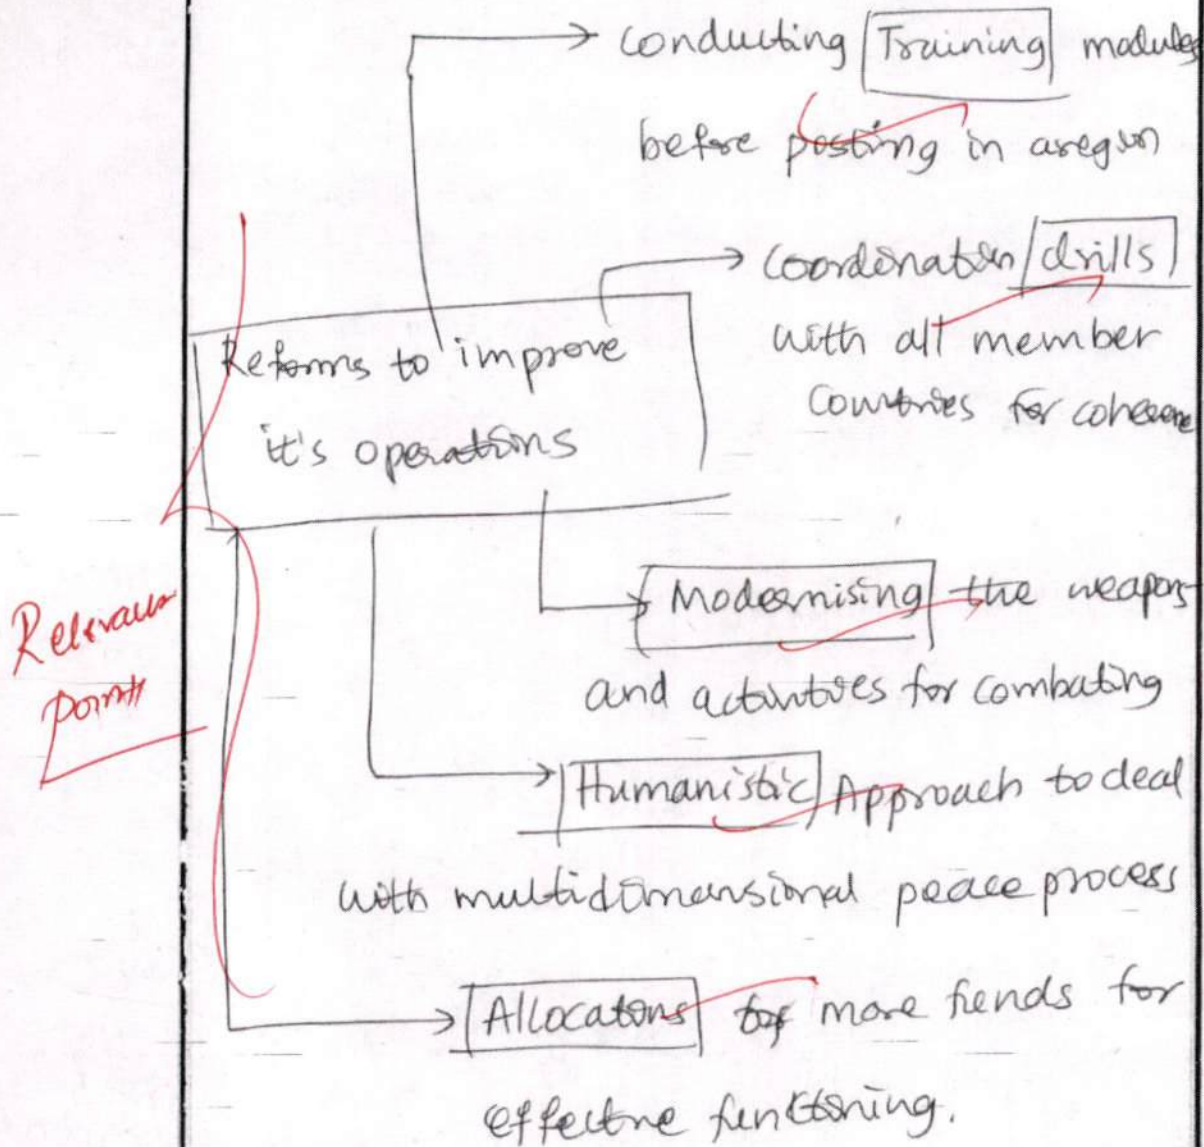 Conducting Training modules
before posting in a region
Coordination drills
with all member
Countries for coherence
Reforms to improve
it's operations
Modernising the weapons
and activities for combating
Humanistic Approach to deal
with multidimensional peace process
Allocations for more funds for
effective functioning.
Relevant
points